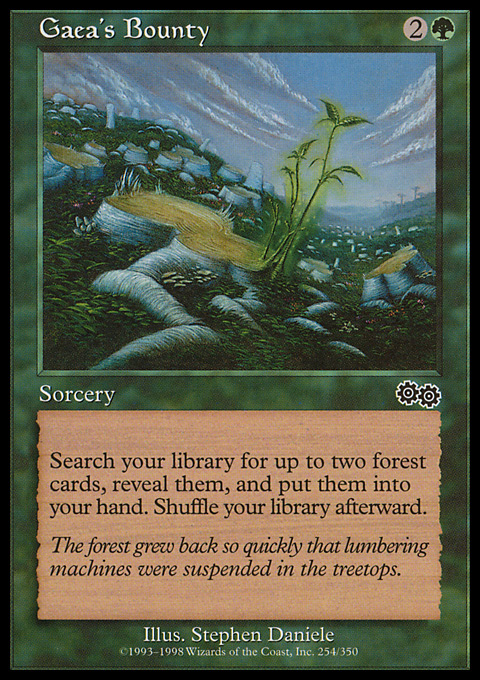 Gaea's Bounty 2
Sorcery
Search your library for up to two forest
cards, reveal them, and put them into
your hand. Shuffle your library afterward.
The forest grew back so quickly that lumbering
machines were suspended in the treetops.
Illus. Stephen Daniele
©1993–1998 Wizards of the Coast, Inc. 254/350